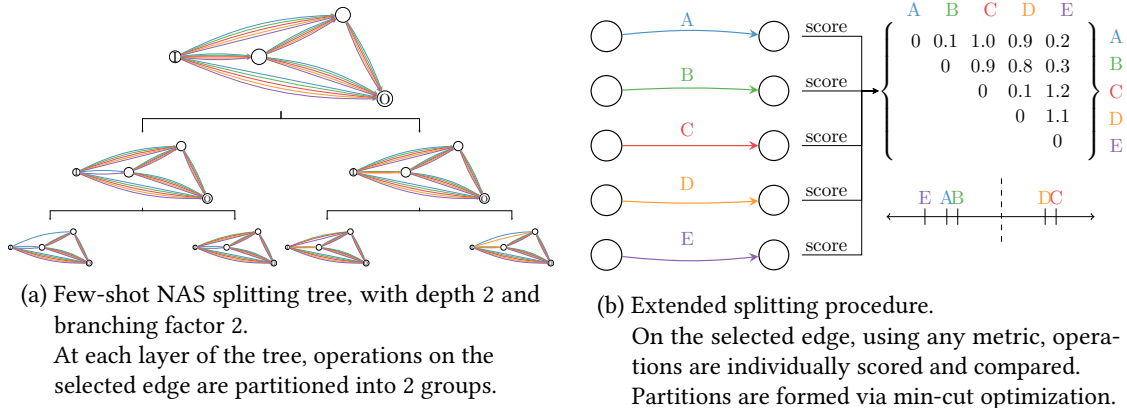 I
O
I
O
I
O
I
O
I
O
I
O
I
O
(a) Few-shot NAS splitting tree, with depth 2 and
branching factor 2.
At each layer of the tree, operations on the
selected edge are partitioned into 2 groups.
A
score
B
score
C
score
D
score
E
score
A B C D E
0 0.1 1.0 0.9 0.2 A
0 0.9 0.8 0.3 B
0 0.1 1.2 C
0 1.1 D
0 E
E A B D C
(b) Extended splitting procedure.
On the selected edge, using any metric, opera-
tions are individually scored and compared.
Partitions are formed via min-cut optimization.